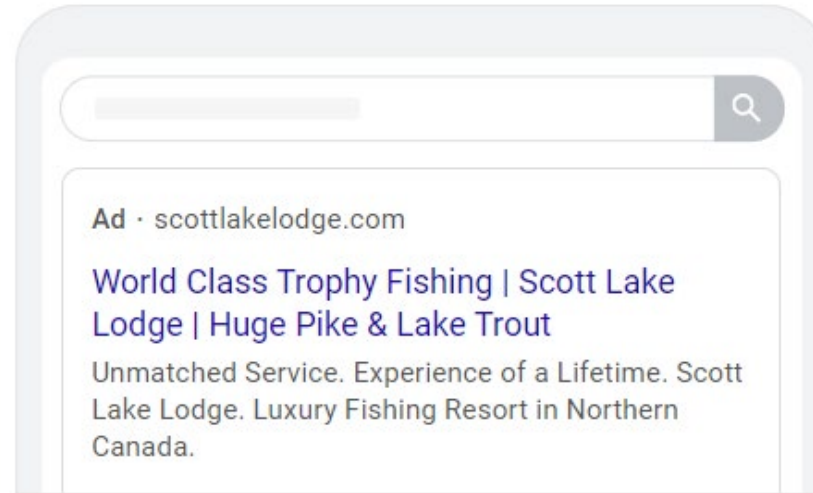 Ad · scottlakelodge.com
World Class Trophy Fishing | Scott Lake
Lodge | Huge Pike & Lake Trout
Unmatched Service. Experience of a Lifetime. Scott
Lake Lodge. Luxury Fishing Resort in Northern
Canada.